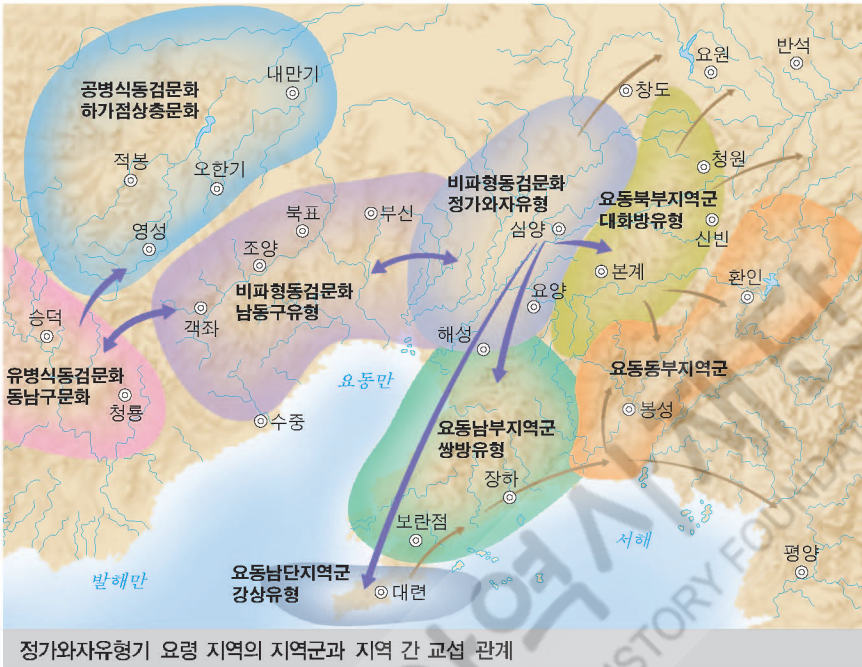 요원
반석
내만기
공병식동검문화
하기점상층문화
창도
적봉
오한기
청원
비파형동검문화
정가와자유형
요동북부지역군
대화방유형
북표
부신
심양
신빈
영성
조양
본계
환인
비파형동검문화
남동구유형
요양
승덕
객좌
해성
유병식동검문화
동남구문화
요동만
요동동부지역군
청룡
수중
봉성
요동남부지역군
쌍방유형
장하
보란점
서해
평양
발해만
요동남단지역군
강상유형
대련
역사재단
HISTORY FOUNDATION
정가와자유형기 요령 지역의 지역군과 지역 간 교섭 관계